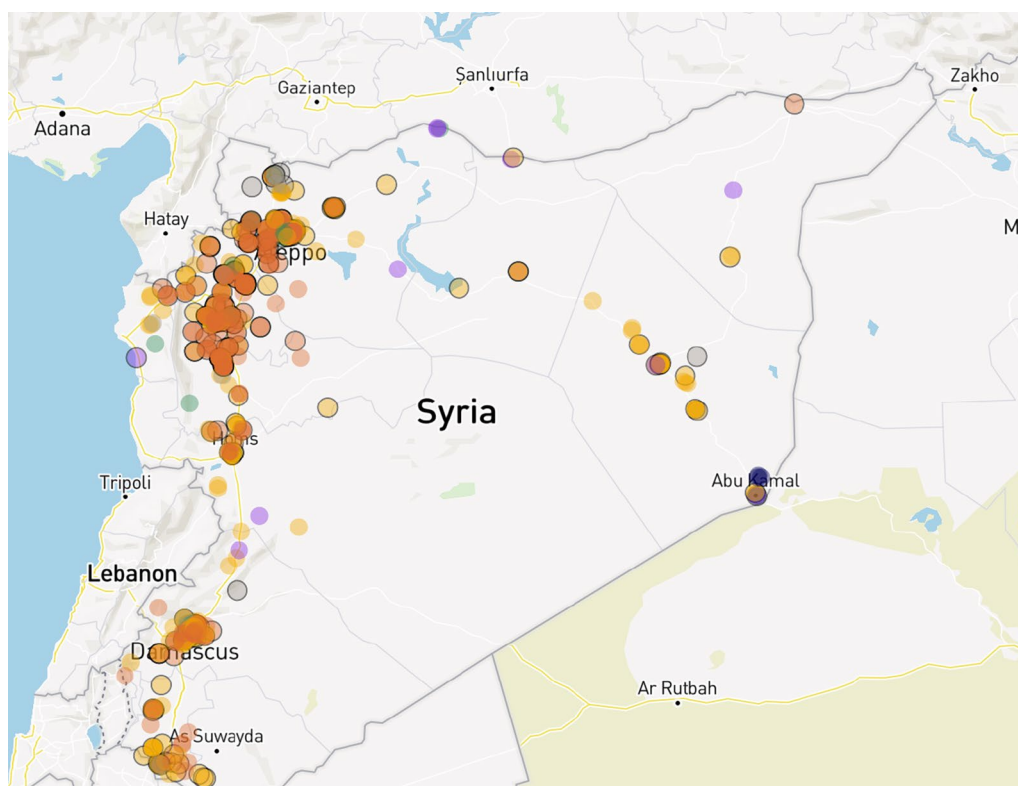 Şanlıurfa
Zakho
Gaziantep
Adana
Hatay
M
Aleppo
Syria
Homs
Tripoli
Abu Kamal
Lebanon
Damascus
Ar Rutbah
As Suwayda